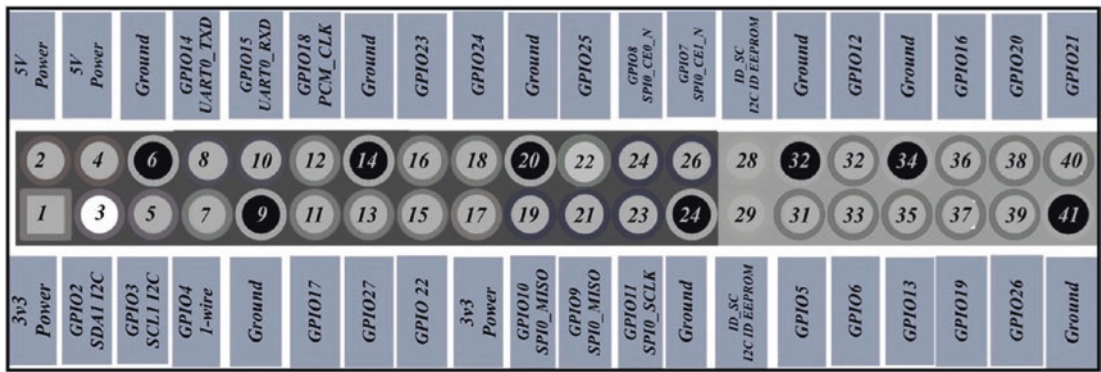 5V
Power
5V
Power
Ground
GPIO14
UART0_TXD
GPIO15
UART0_RXD
GPIO18
PCM_CLK
Ground
GPIO23
GPIO24
Ground
GPIO25
GPIO8
SPI0_CE0_N
GPIO7
SPI0_CE1_N
ID_SC
I2C ID EEPROM
Ground
GPIO12
Ground
GPIO16
GPIO20
GPIO21
2 4 6 8 10 12 14 16 18 20 22 24 26 28 32 32 34 36 38 40
1 3 5 7 9 11 13 15 17 19 21 23 24 29 31 33 35 37 39 41
3v3
Power
GPIO2
SDA1 I2C
GPIO3
SCL1 I2C
GPIO4
1-wire
Ground
GPIO17
GPIO27
GPIO 22
3v3
Power
GPIO10
SPI0_MISO
GPIO9
SPI0_MISO
GPIO11
SPI0_SCLK
Ground
ID_SC
I2C ID EEPROM
GPIO5
GPIO6
GPIO13
GPIO19
GPIO26
Ground